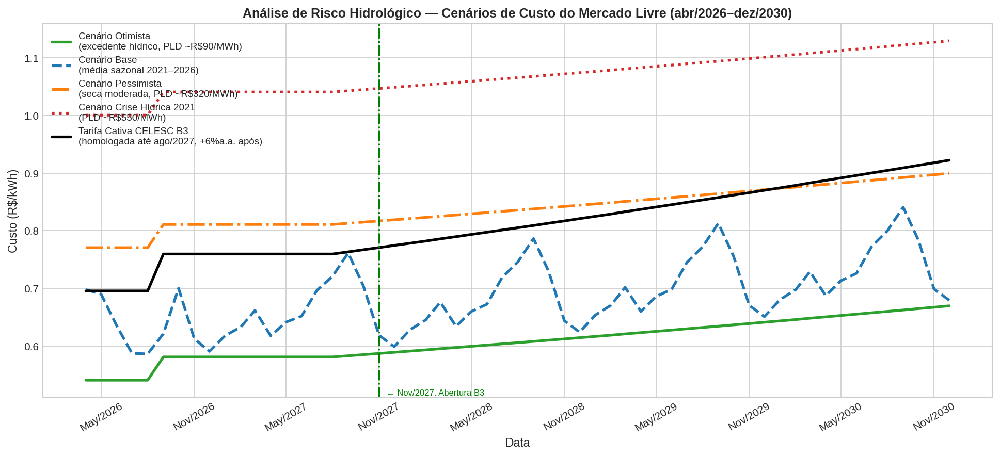 Análise de Risco Hidrológico — Cenários de Custo do Mercado Livre (abr/2026–dez/2030)
Cenário Otimista
(excedente hídrico, PLD ~R$90/MWh)
Cenário Base
(média sazonal 2021–2026)
Cenário Pessimista
(seca moderada, PLD ~R$320/MWh)
Cenário Crise Hídrica 2021
(PLD ~R$550/MWh)
Tarifa Cativa CELESC B3
(homologada até ago/2027, +6%a.a. após)
Custo (R$/kWh)
1.1
1.0
0.9
0.8
0.7
0.6
← Nov/2027: Abertura B3
May/2026
Nov/2026
May/2027
Nov/2027
May/2028
Nov/2028
May/2029
Nov/2029
May/2030
Nov/2030
Data